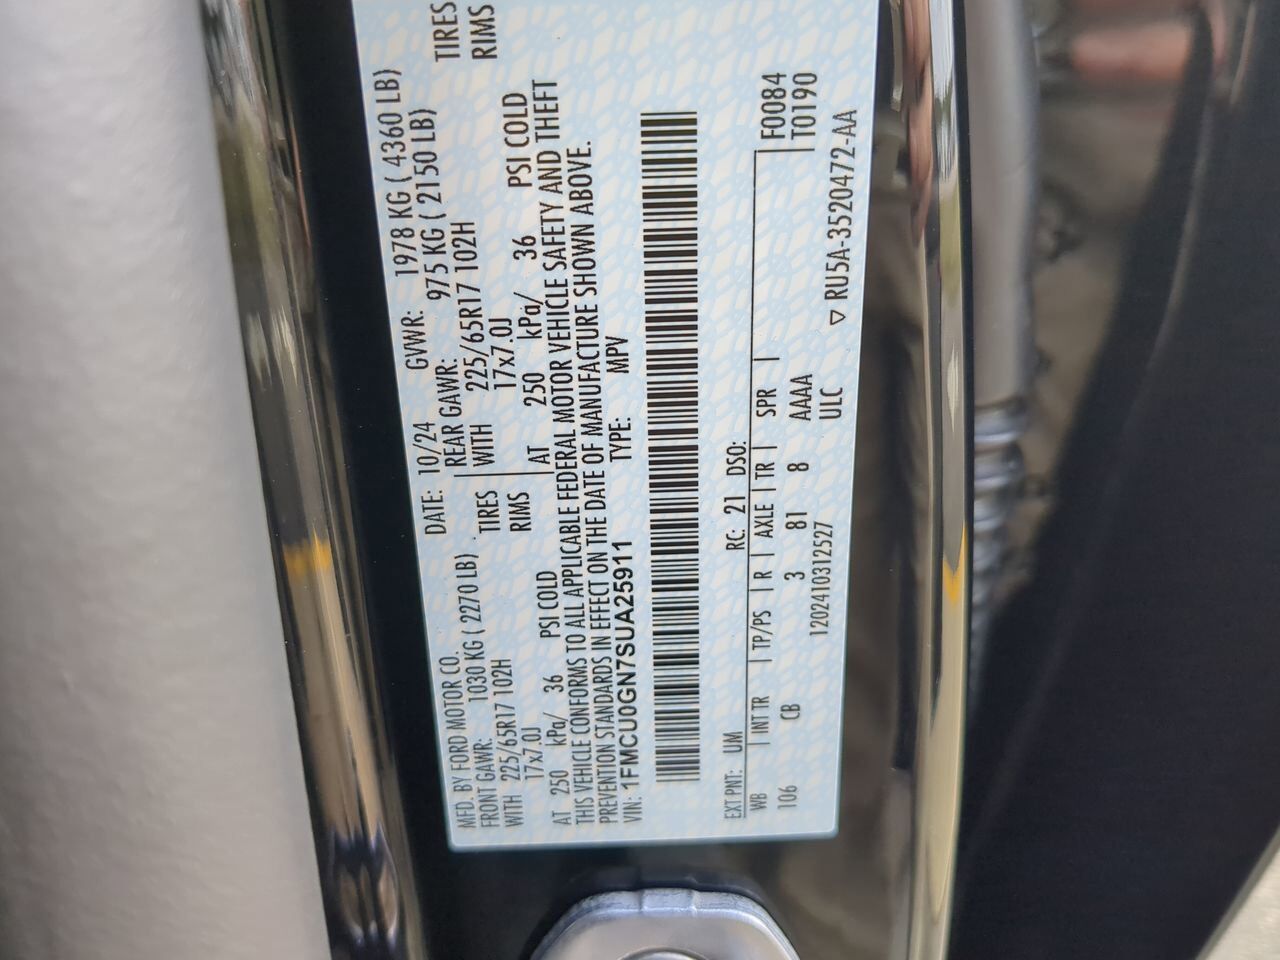 MFD. BY FORD MOTOR CO. DATE: 10/24 GVWR: 1978 KG ( 4360 LB)
FRONT GAWR: 1030 KG ( 2270 LB) REAR GAWR: 975 KG ( 2150 LB)
WITH 225/65R17 102H TIRES WITH 225/65R17 102H TIRES
17x7.0J RIMS 17x7.0J RIMS
AT 250 kPa/ 36 PSI COLD AT 250 kPa/ 36 PSI COLD
THIS VEHICLE CONFORMS TO ALL APPLICABLE FEDERAL MOTOR VEHICLE SAFETY AND THEFT
PREVENTION STANDARDS IN EFFECT ON THE DATE OF MANUFACTURE SHOWN ABOVE.
VIN: 1FMCU0GN7SUA25911 TYPE: MPV
EXT PNT: UM RC: 21 DSO:
WB INT TR TP/PS R AXLE TR SPR F0084
106 CB 3 81 8 AAAA T0190
ULC
1202410312527 ▽ RU5A-3520472-AA